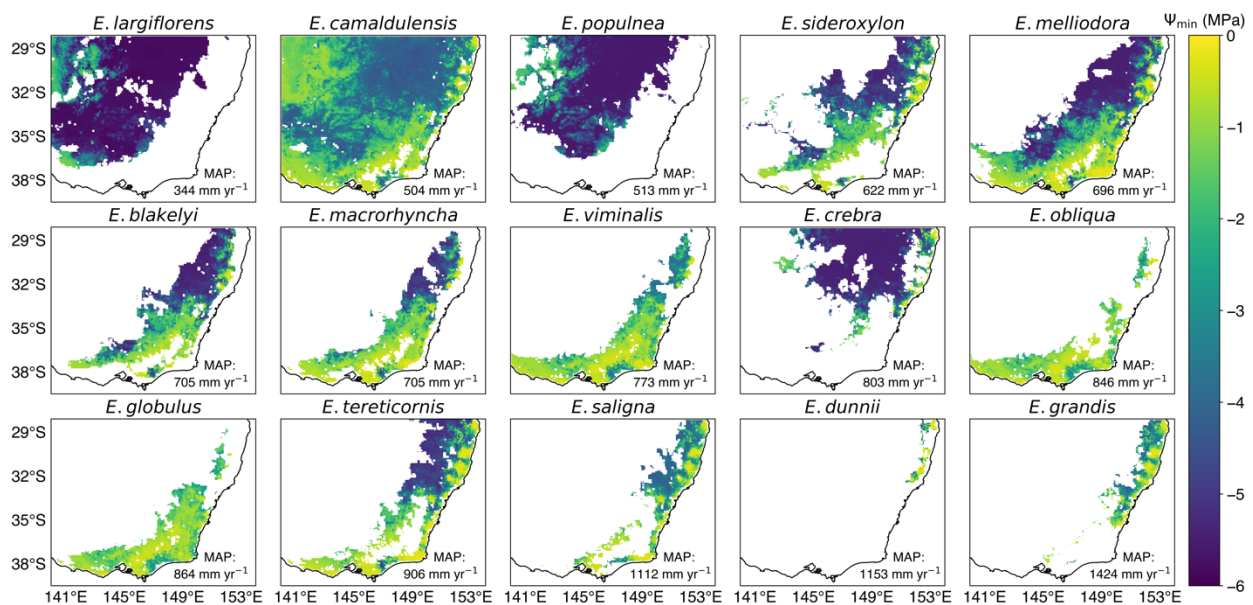 E. largiflorens E. camaldulensis E. populnea E. sideroxylon E. melliodora Ψmin (MPa)
29°S
32°S
35°S
38°S
MAP:
344 mm yr⁻¹
MAP:
504 mm yr⁻¹
MAP:
513 mm yr⁻¹
MAP:
622 mm yr⁻¹
MAP:
696 mm yr⁻¹
E. blakelyi E. macrorhyncha E. viminalis E. crebra E. obliqua
29°S
32°S
35°S
38°S
MAP:
705 mm yr⁻¹
MAP:
705 mm yr⁻¹
MAP:
773 mm yr⁻¹
MAP:
803 mm yr⁻¹
MAP:
846 mm yr⁻¹
E. globulus E. tereticornis E. saligna E. dunnii E. grandis
29°S
32°S
35°S
38°S
MAP:
864 mm yr⁻¹
MAP:
906 mm yr⁻¹
MAP:
1112 mm yr⁻¹
MAP:
1153 mm yr⁻¹
MAP:
1424 mm yr⁻¹
141°E 145°E 149°E 153°E 141°E 145°E 149°E 153°E 141°E 145°E 149°E 153°E 141°E 145°E 149°E 153°E 141°E 145°E 149°E 153°E
0
−1
−2
−3
−4
−5
−6